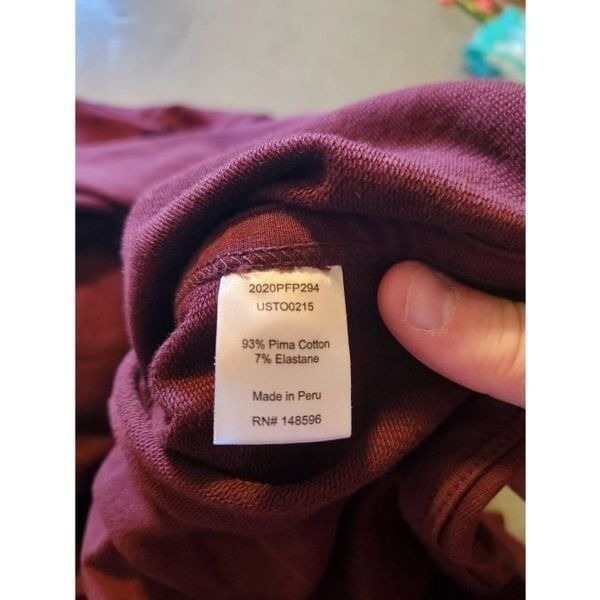 2020PFP294
USTO0215
93% Pima Cotton
7% Elastane
Made in Peru
RN# 148596